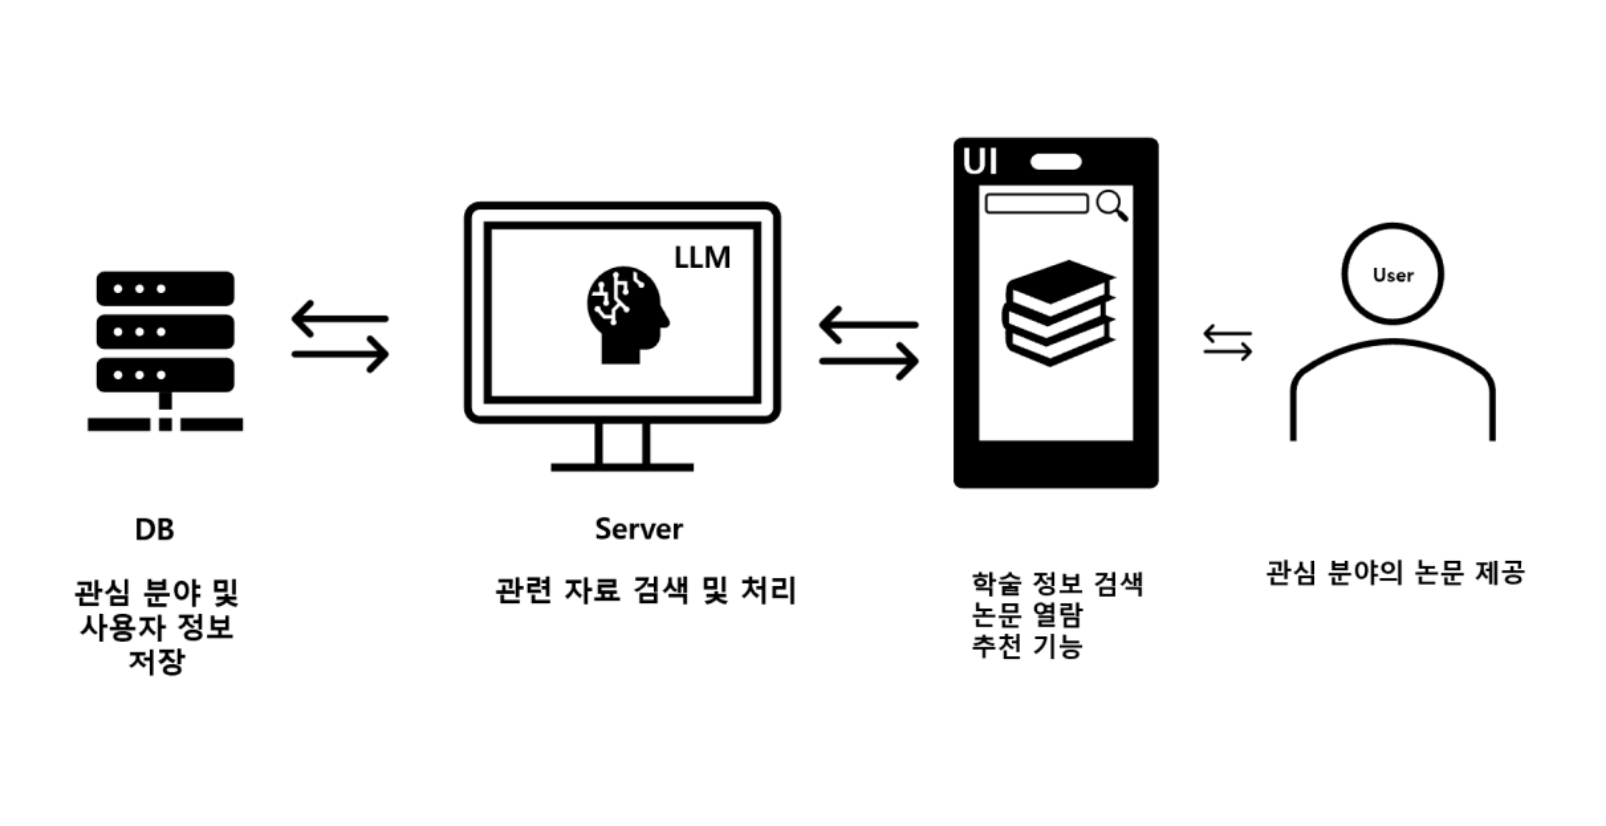 UI
LLM
User
DB
관심 분야 및
사용자 정보
저장
Server
관련 자료 검색 및 처리
학술 정보 검색
논문 열람
추천 기능
관심 분야의 논문 제공